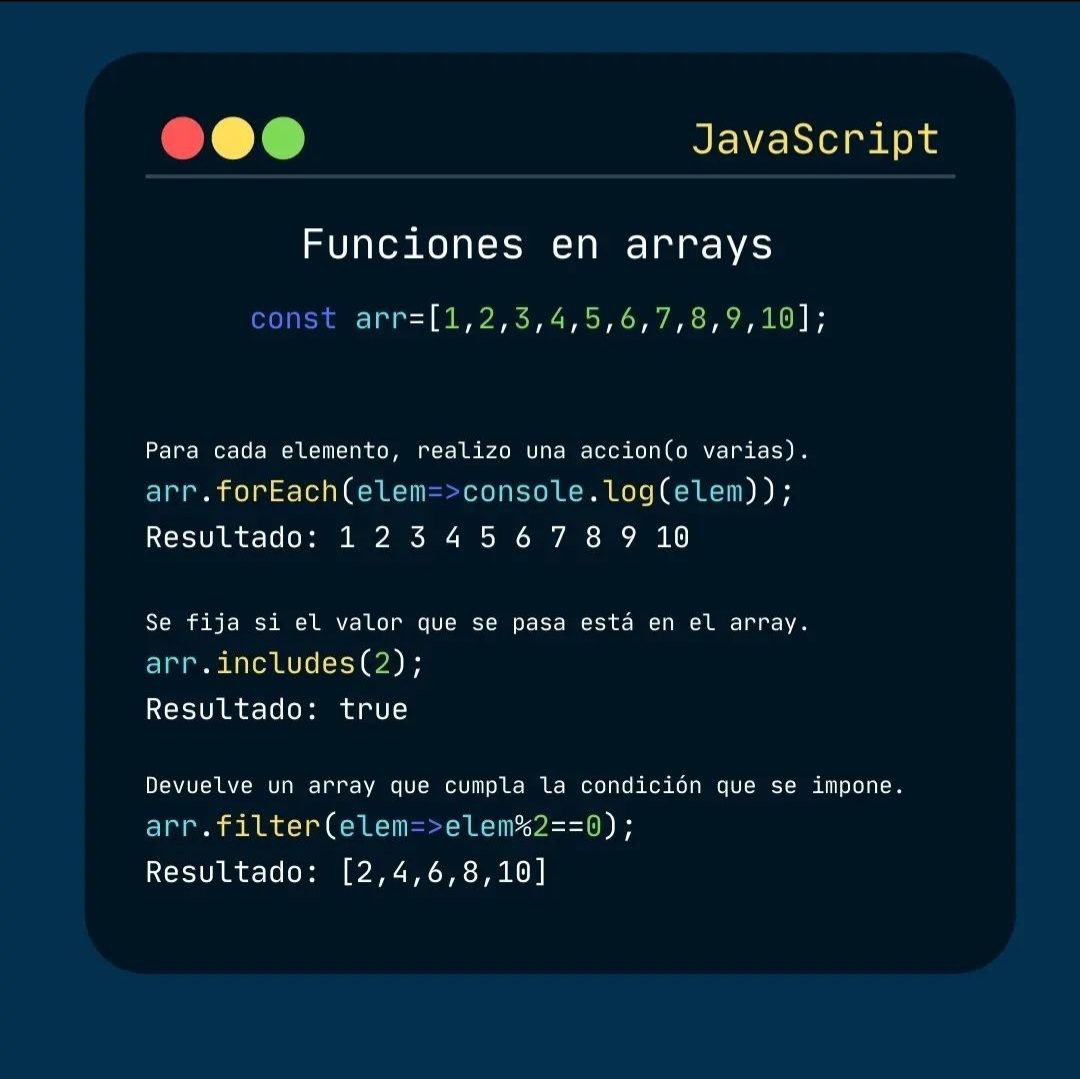 JavaScript
Funciones en arrays
const arr=[1,2,3,4,5,6,7,8,9,10];
Para cada elemento, realizo una accion(o varias).
arr.forEach(elem=>console.log(elem));
Resultado: 1 2 3 4 5 6 7 8 9 10
Se fija si el valor que se pasa está en el array.
arr.includes(2);
Resultado: true
Devuelve un array que cumpla la condición que se impone.
arr.filter(elem=>elem%2==0);
Resultado: [2,4,6,8,10]